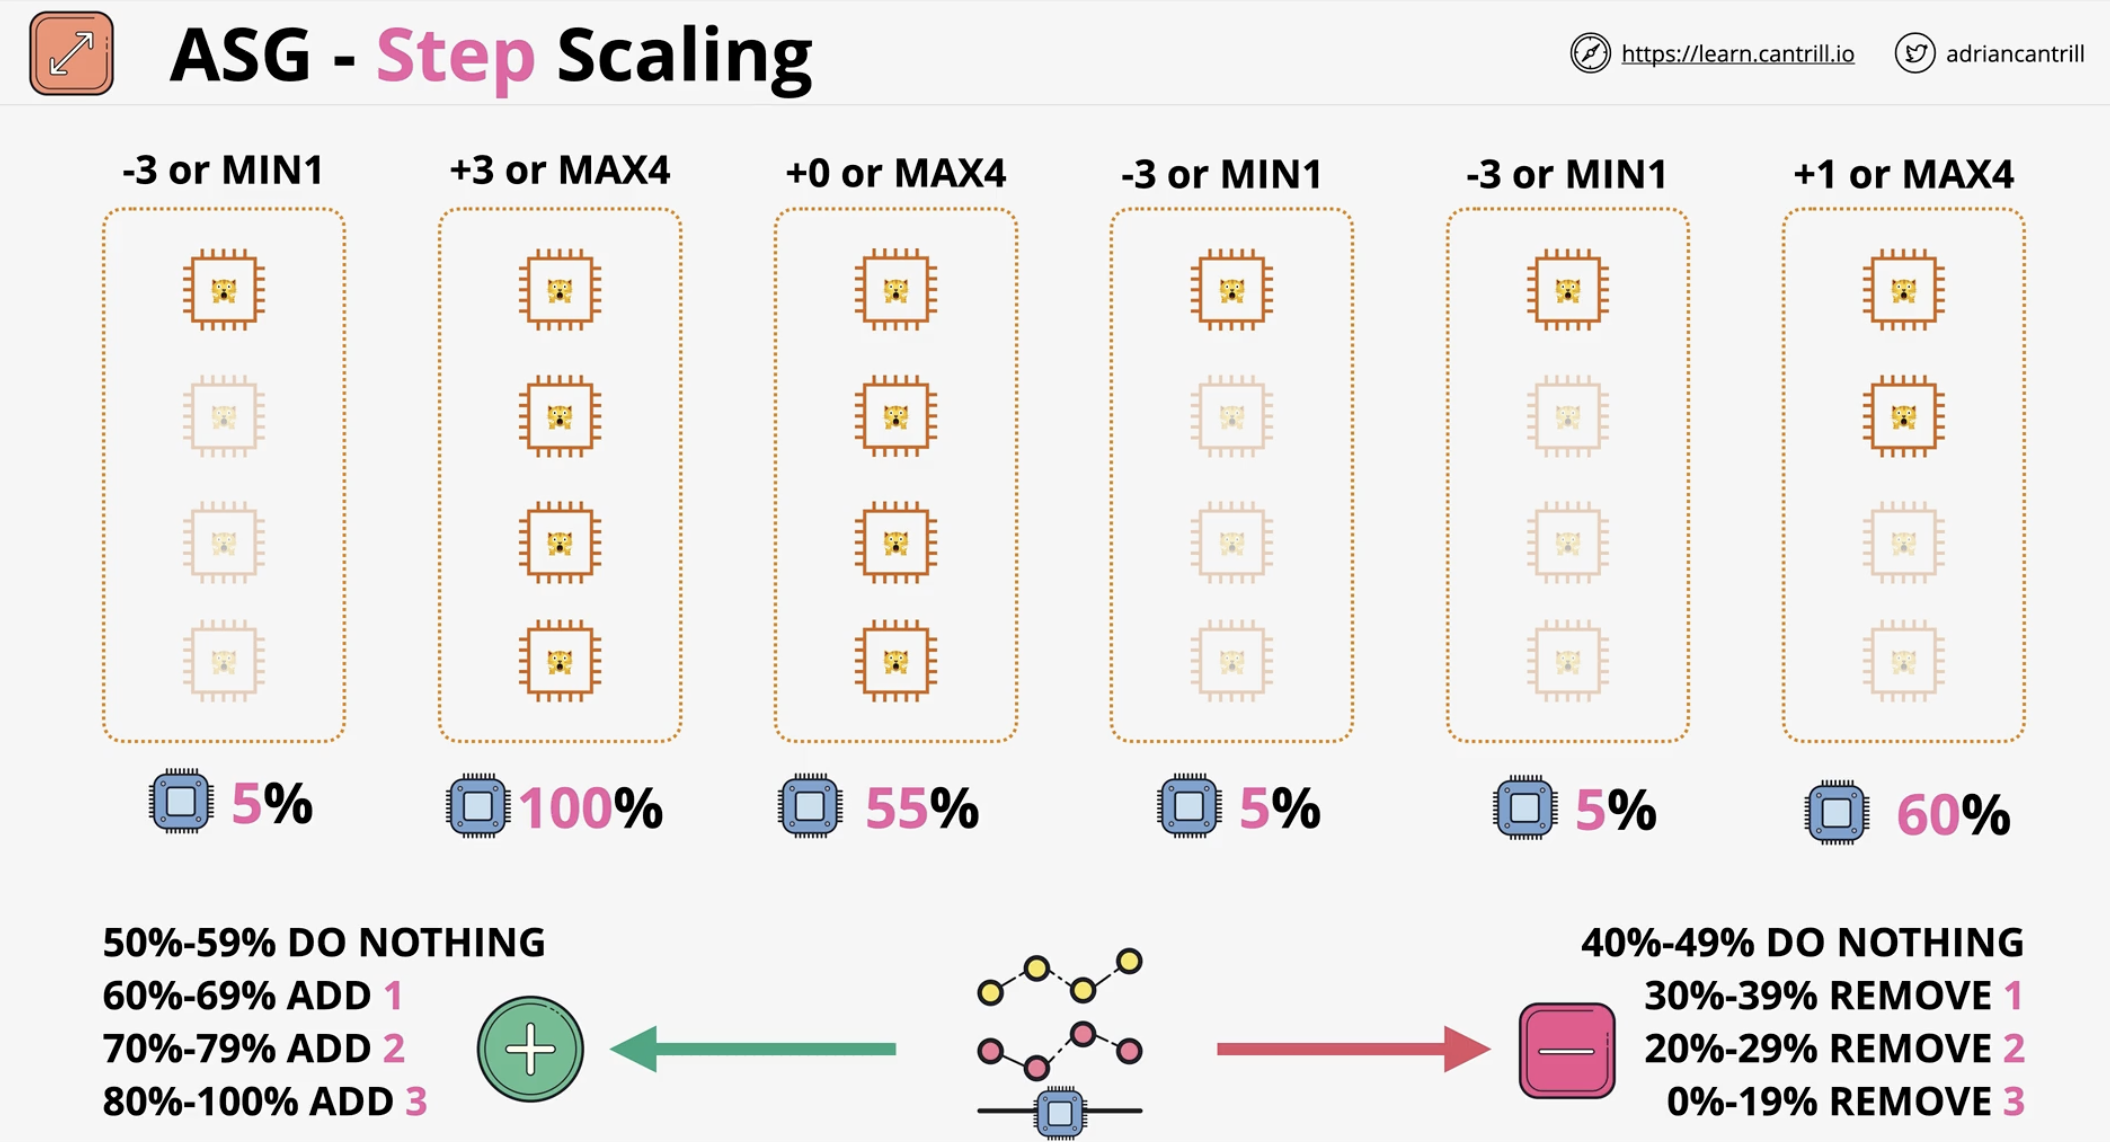 ASG - Step Scaling
https://learn.cantrill.io
adriancantrill
-3 or MIN1
+3 or MAX4
+0 or MAX4
-3 or MIN1
-3 or MIN1
+1 or MAX4
5%
100%
55%
5%
5%
60%
50%-59% DO NOTHING
60%-69% ADD 1
70%-79% ADD 2
80%-100% ADD 3
40%-49% DO NOTHING
30%-39% REMOVE 1
20%-29% REMOVE 2
0%-19% REMOVE 3